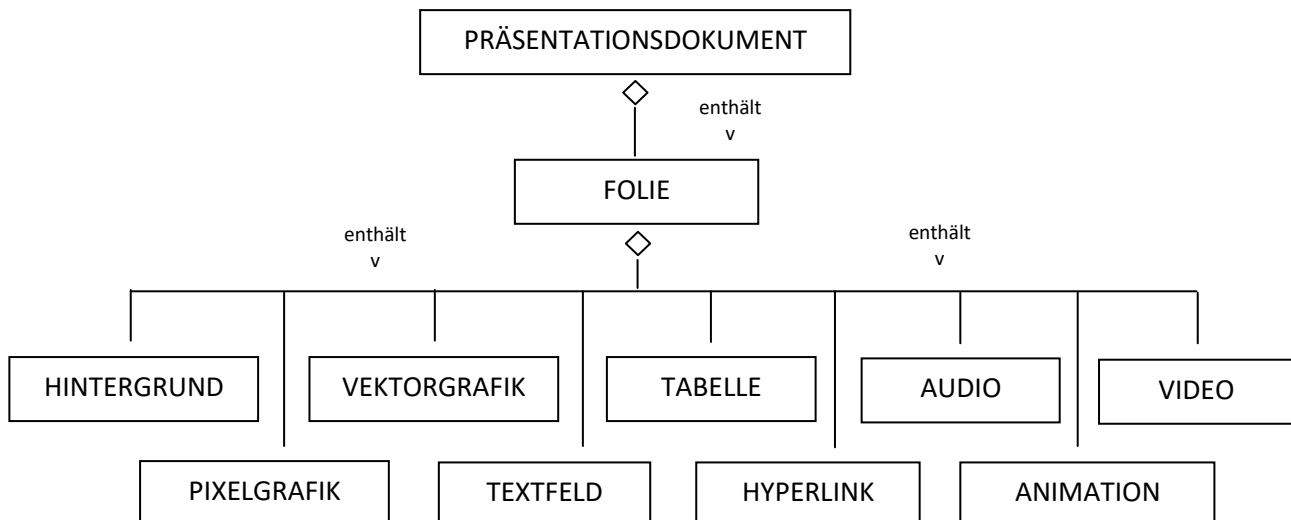 PRÄSENTATIONSDOKUMENT
enthält
v
FOLIE
enthält
v
enthält
v
HINTERGRUND
VEKTORGRAFIK
TABELLE
AUDIO
VIDEO
PIXELGRAFIK
TEXTFELD
HYPERLINK
ANIMATION